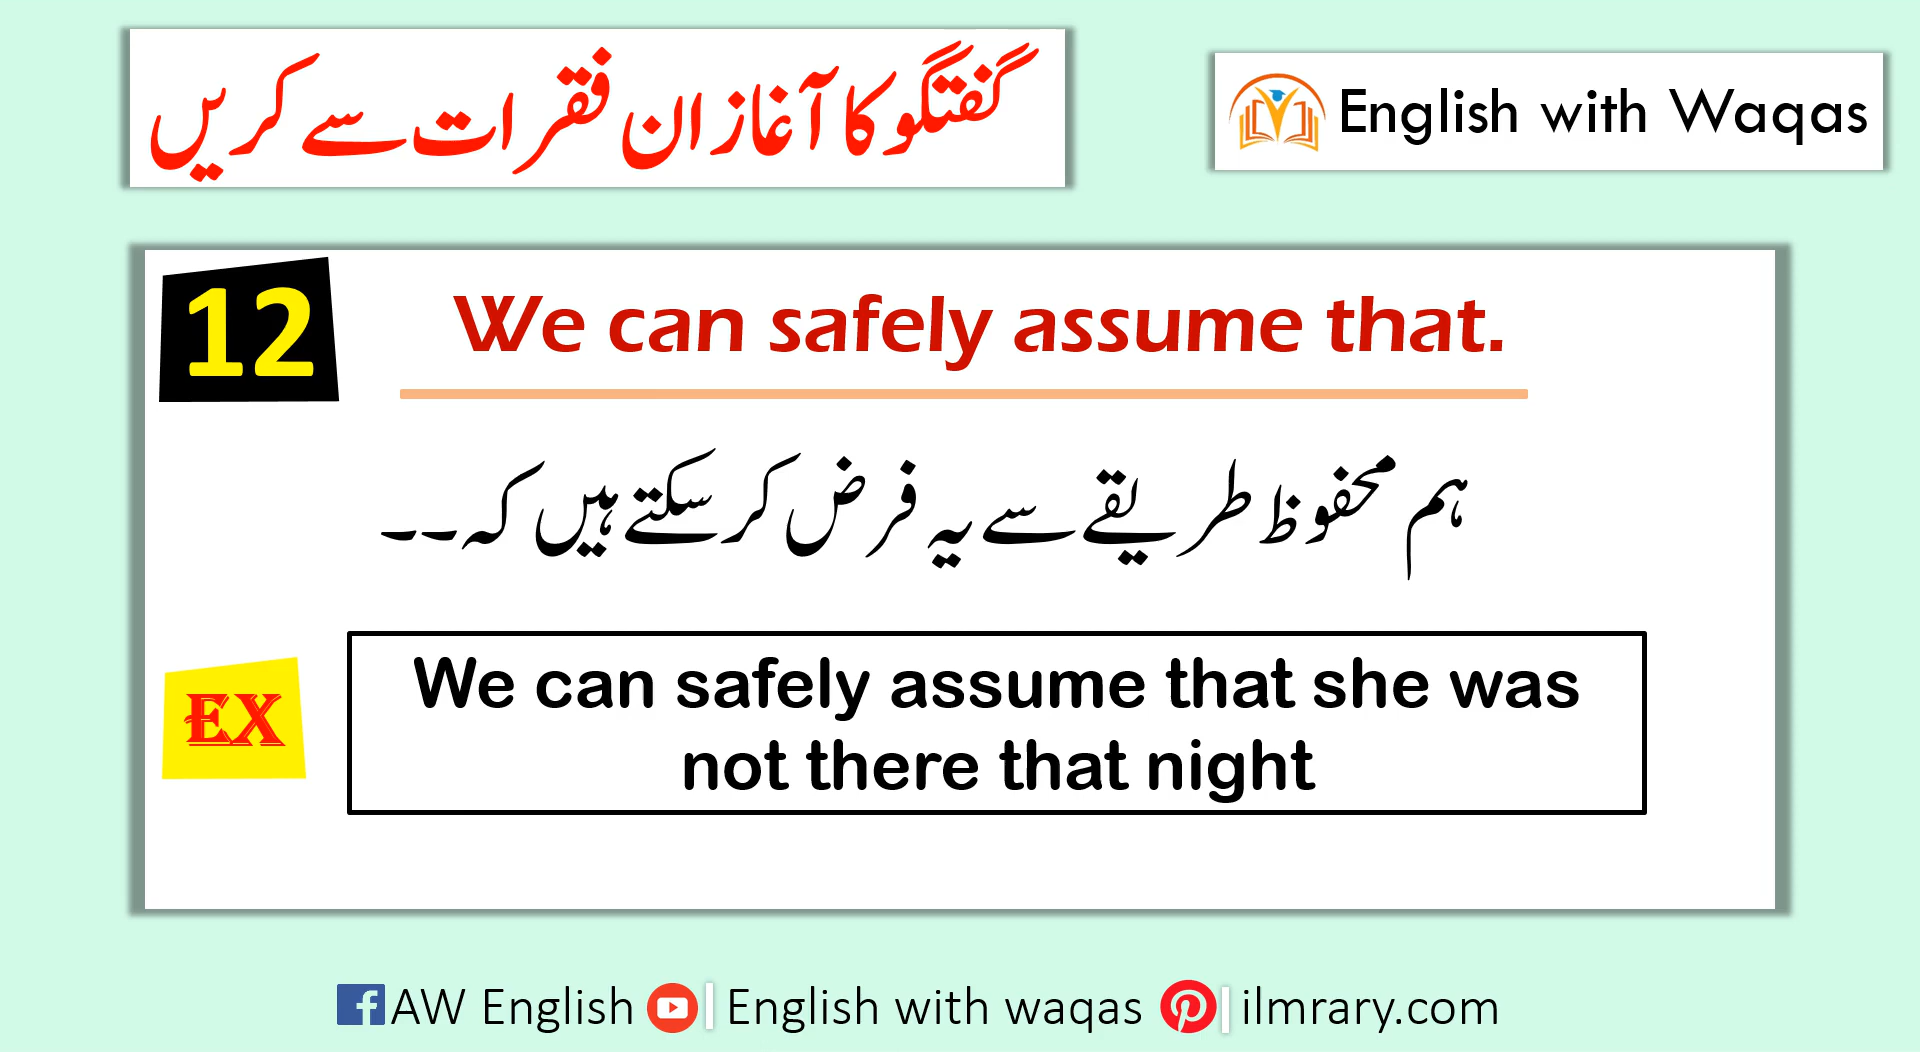 گفتگو کا آغاز ان فقرات سے کریں
English with Waqas
12
We can safely assume that.
ہم محفوظ طریقے سے یہ فرض کر سکتے ہیں کہ۔۔
EX
We can safely assume that she was
not there that night
AW English | English with waqas | ilmrary.com